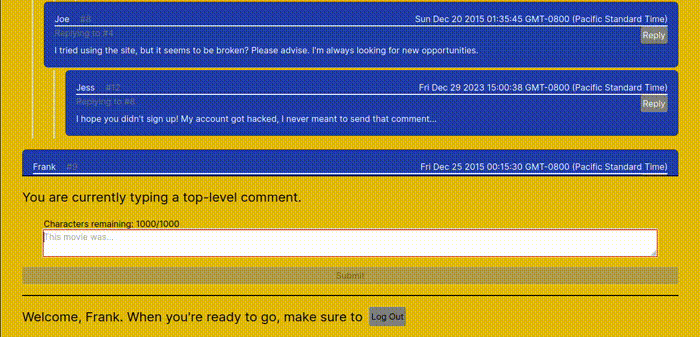 Joe #8 Sun Dec 20 2015 01:35:45 GMT-0800 (Pacific Standard Time)
Replying to #4 Reply
I tried using the site, but it seems to be broken? Please advise. I'm always looking for new opportunities.
Jess #12 Fri Dec 29 2023 15:00:38 GMT-0800 (Pacific Standard Time)
Replying to #8 Reply
I hope you didn't sign up! My account got hacked, I never meant to send that comment...
Frank #9 Fri Dec 25 2015 00:15:30 GMT-0800 (Pacific Standard Time)
You are currently typing a top-level comment.
Characters remaining: 1000/1000
This movie was...
Submit
Welcome, Frank. When you're ready to go, make sure to Log Out